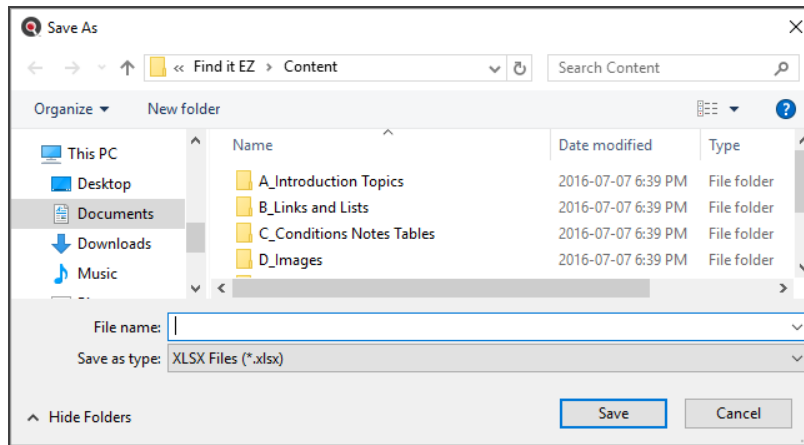 Save As
« Find it EZ > Content
Search Content
Organize
New folder
?
This PC
Desktop
Documents
Downloads
Music
Name
Date modified
Type
A_Introduction Topics 2016-07-07 6:39 PM File folder
B_Links and Lists 2016-07-07 6:39 PM File folder
C_Conditions Notes Tables 2016-07-07 6:39 PM File folder
D_Images 2016-07-07 6:39 PM File folder
File name:
Save as type: XLSX Files (*.xlsx)
Hide Folders
Save
Cancel